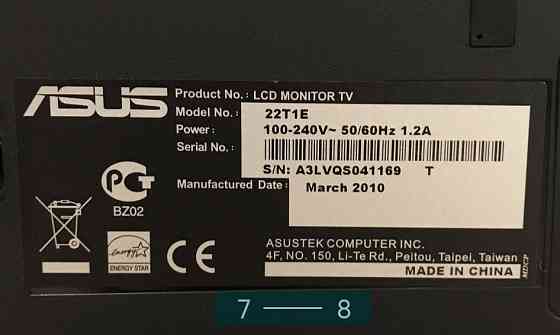 ASUS
Product No.: LCD MONITOR TV
Model No.: 22T1E
Power: 100-240V~ 50/60Hz 1.2A
Serial No.:
S/N: A3LVQS041169 T
Manufactured Date: March 2010
РСТ
BZ02
energy
ENERGY STAR
CE
ASUSTEK COMPUTER INC.
4F, NO. 150, Li-Te Rd., Peitou, Taipei, Taiwan
MADE IN CHINA
7 — 8